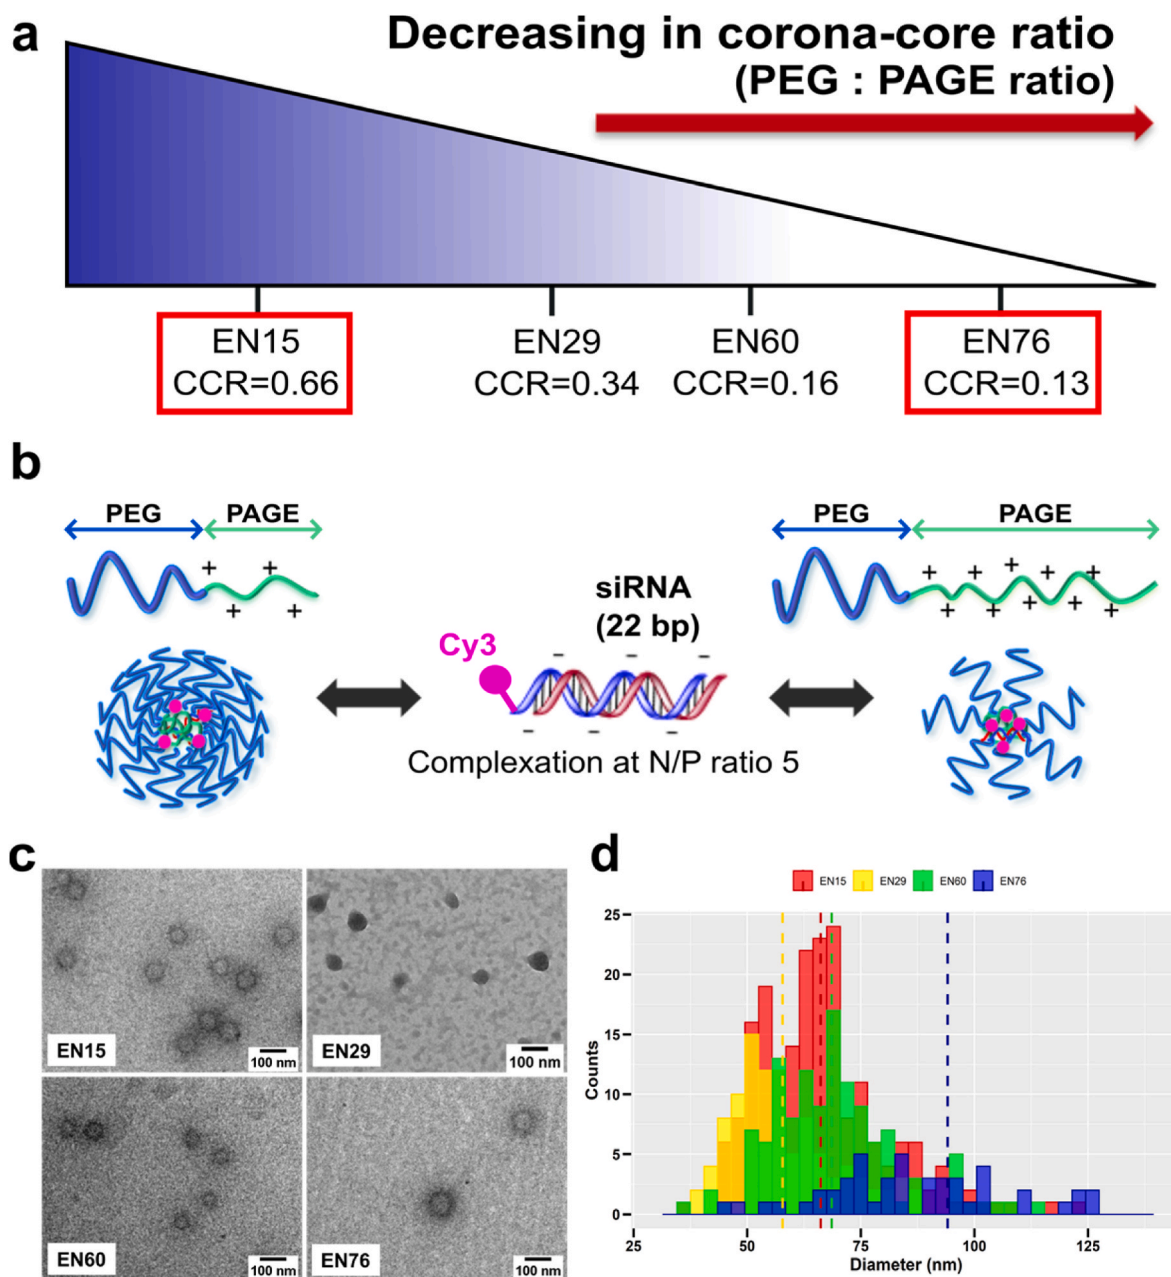 a
Decreasing in corona-core ratio
(PEG : PAGE ratio)
EN15
CCR=0.66
EN29
CCR=0.34
EN60
CCR=0.16
EN76
CCR=0.13
b
PEG
PAGE
+
+
+
+
siRNA
(22 bp)
Cy3
Complexation at N/P ratio 5
PEG
PAGE
+ + + + +
+ + + +
c
EN15
100 nm
EN29
100 nm
EN60
100 nm
EN76
100 nm
d
EN15 EN29 EN60 EN76
Counts
25
20
15
10
5
0
25 50 75 100 125
Diameter (nm)